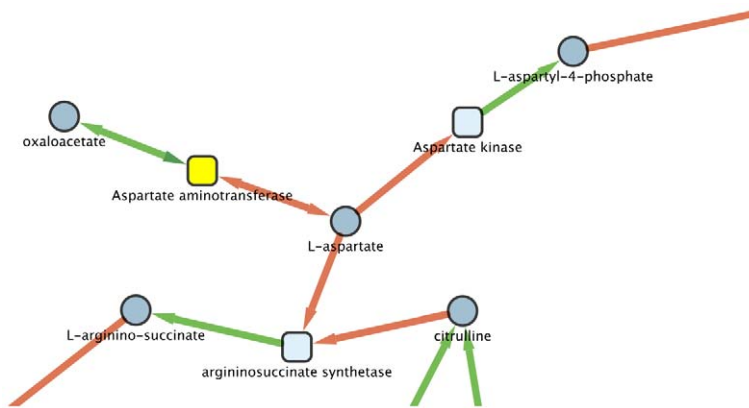 L-aspartyl-4-phosphate
oxaloacetate
Aspartate kinase
Aspartate aminotransferase
L-aspartate
L-arginino-succinate
citrulline
argininosuccinate synthetase